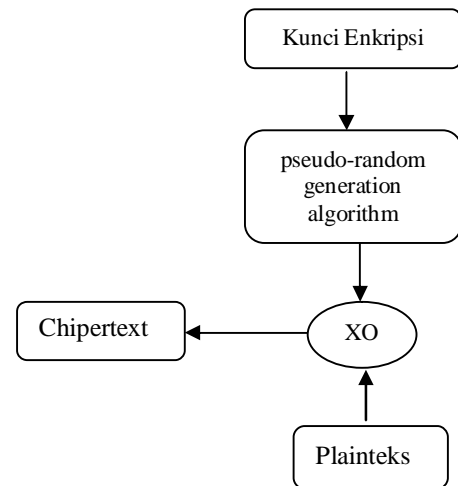 Kunci Enkripsi
pseudo-random
generation
algorithm
Chipertext
XO
Plainteks